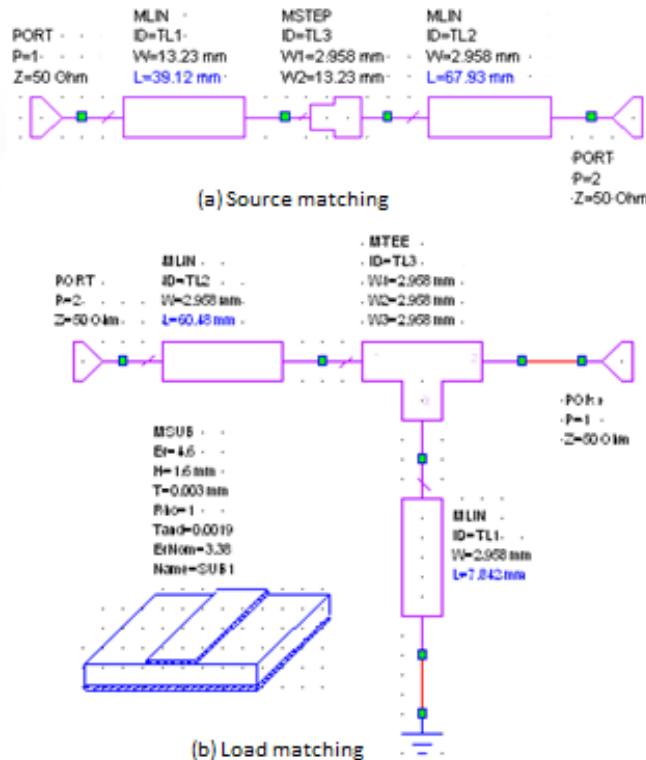 MLIN
ID=TL1
W=13.23 mm
L=39.12 mm
MSTEP
ID=TL3
W1=2.958 mm
W2=13.23 mm
MLIN
ID=TL2
W=2.958 mm
L=67.93 mm
PORT
P=1
Z=50 Ohm
PORT
P=2
Z=50 Ohm
(a) Source matching
MTEE
ID=TL3
W1=2.958 mm
W2=2.958 mm
W3=2.958 mm
MLIN
ID=TL2
W=2.958 mm
L=60.48 mm
PORT
P=2
Z=50 Ohm
1
2
3
PORT
P=1
Z=50 Ohm
MSUB
Er=4.6
H=1.6 mm
T=0.003 mm
Rho=1
Tand=0.0019
ErNom=3.38
Name=SUB1
MLIN
ID=TL1
W=2.958 mm
L=7.842 mm
(b) Load matching